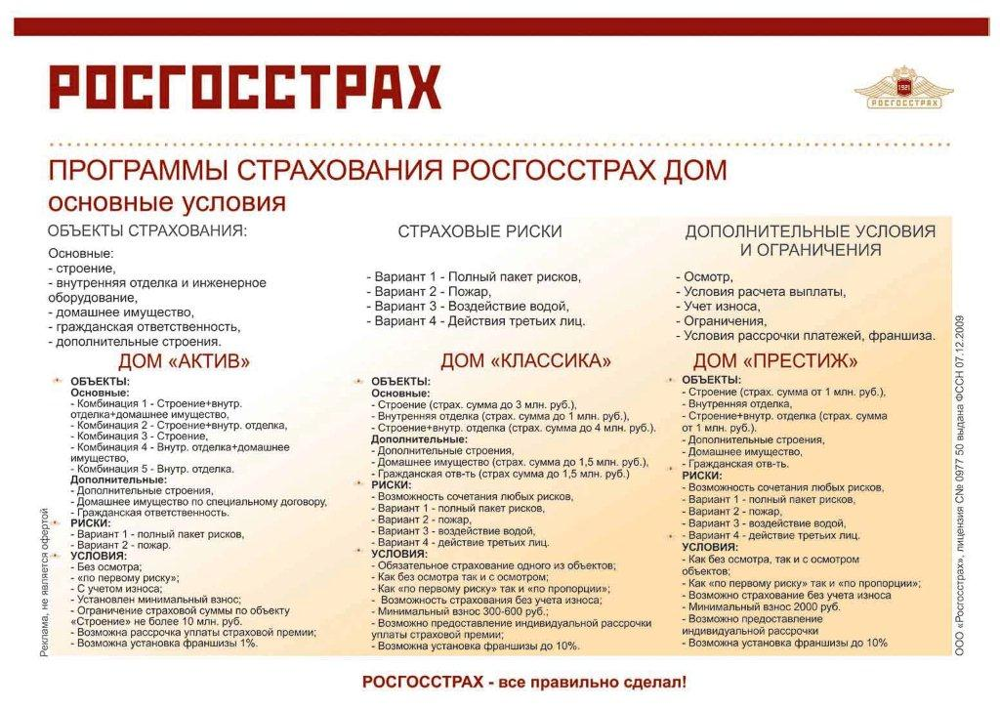 РОСГОССТРАХ
1921
РОСГОССТРАХ
ПРОГРАММЫ СТРАХОВАНИЯ РОСГОССТРАХ ДОМ
основные условия
ОБЪЕКТЫ СТРАХОВАНИЯ:
Основные:
- строение,
- внутренняя отделка и инженерное
оборудование,
- домашнее имущество,
- гражданская ответственность,
- дополнительные строения.
СТРАХОВЫЕ РИСКИ
- Вариант 1 - Полный пакет рисков,
- Вариант 2 - Пожар,
- Вариант 3 - Воздействие водой,
- Вариант 4 - Действия третьих лиц.
ДОПОЛНИТЕЛЬНЫЕ УСЛОВИЯ
И ОГРАНИЧЕНИЯ
- Осмотр,
- Условия расчета выплаты,
- Учет износа,
- Ограничения,
- Условия рассрочки платежей, франшиза.
ДОМ «АКТИВ»
ОБЪЕКТЫ:
Основные:
- Комбинация 1 - Строение+внутр.
отделка+домашнее имущество,
- Комбинация 2 - Строение+внутр. отделка,
- Комбинация 3 - Строение,
- Комбинация 4 - Внутр. отделка+домашнее
имущество,
- Комбинация 5 - Внутр. отделка.
Дополнительные:
- Дополнительные строения,
- Домашнее имущество по специальному договору,
- Гражданская ответственность.
РИСКИ:
- Вариант 1 - полный пакет рисков,
- Вариант 2 - пожар.
УСЛОВИЯ:
- Без осмотра;
- «по первому риску»;
- С учетом износа;
- Установлен минимальный взнос;
- Ограничение страховой суммы по объекту
«Строение» не более 10 млн. руб.
- Возможна рассрочка уплаты страховой премии;
- Возможна установка франшизы 1%.
ДОМ «КЛАССИКА»
ОБЪЕКТЫ:
Основные:
- Строение (страх. сумма до 3 млн. руб.),
- Внутренняя отделка (страх. сумма до 1 млн. руб.),
- Строение+внутр. отделка (страх. сумма до 4 млн. руб.).
Дополнительные:
- Дополнительные строения,
- Домашнее имущество (страх. сумма до 1,5 млн. руб.),
- Гражданская отв-ть (страх сумма до 1,5 млн. руб.)
РИСКИ:
- Возможность сочетания любых рисков,
- Вариант 1 - полный пакет рисков,
- Вариант 2 - пожар,
- Вариант 3 - воздействие водой,
- Вариант 4 - действие третьих лиц.
УСЛОВИЯ:
- Обязательное страхование одного из объектов;
- Как без осмотра так и с осмотром;
- Как «по первому риску» так и «по пропорции»;
- Возможность страхования без учета износа;
- Минимальный взнос 300-600 руб.;
- Возможно предоставление индивидуальной рассрочки
уплаты страховой премии;
- Возможна установка франшизы до 10%.
ДОМ «ПРЕСТИЖ»
ОБЪЕКТЫ:
- Строение (страх. сумма от 1 млн. руб.),
- Внутренняя отделка,
- Строение+внутр. отделка (страх. сумма
от 1 млн. руб.).
- Дополнительные строения,
- Домашнее имущество,
- Гражданская отв-ть.
РИСКИ:
- Возможность сочетания любых рисков,
- Вариант 1 - полный пакет рисков,
- Вариант 2 - пожар,
- Вариант 3 - воздействие водой,
- Вариант 4 - действие третьих лиц.
УСЛОВИЯ:
- Как без осмотра, так и с осмотром
объектов;
- Как «по первому риску» так и «по пропорции»;
- Возможно страхование без учета износа
- Минимальный взнос 2000 руб.
- Возможно предоставление
индивидуальной рассрочки
- Возможна установка франшизы до 10%
Реклама, не является офертой
ООО «Росгосстрах», лицензия С№ 0977 50 выдана ФССН 07.12.2009
РОСГОССТРАХ - все правильно сделал!